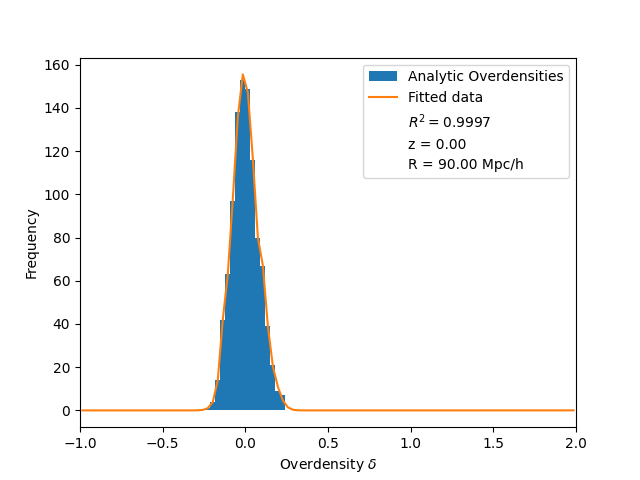 160
140
120
100
80
60
40
20
0
Frequency
Analytic Overdensities
Fitted data
R² = 0.9997
z = 0.00
R = 90.00 Mpc/h
−1.0 −0.5 0.0 0.5 1.0 1.5 2.0
Overdensity δ